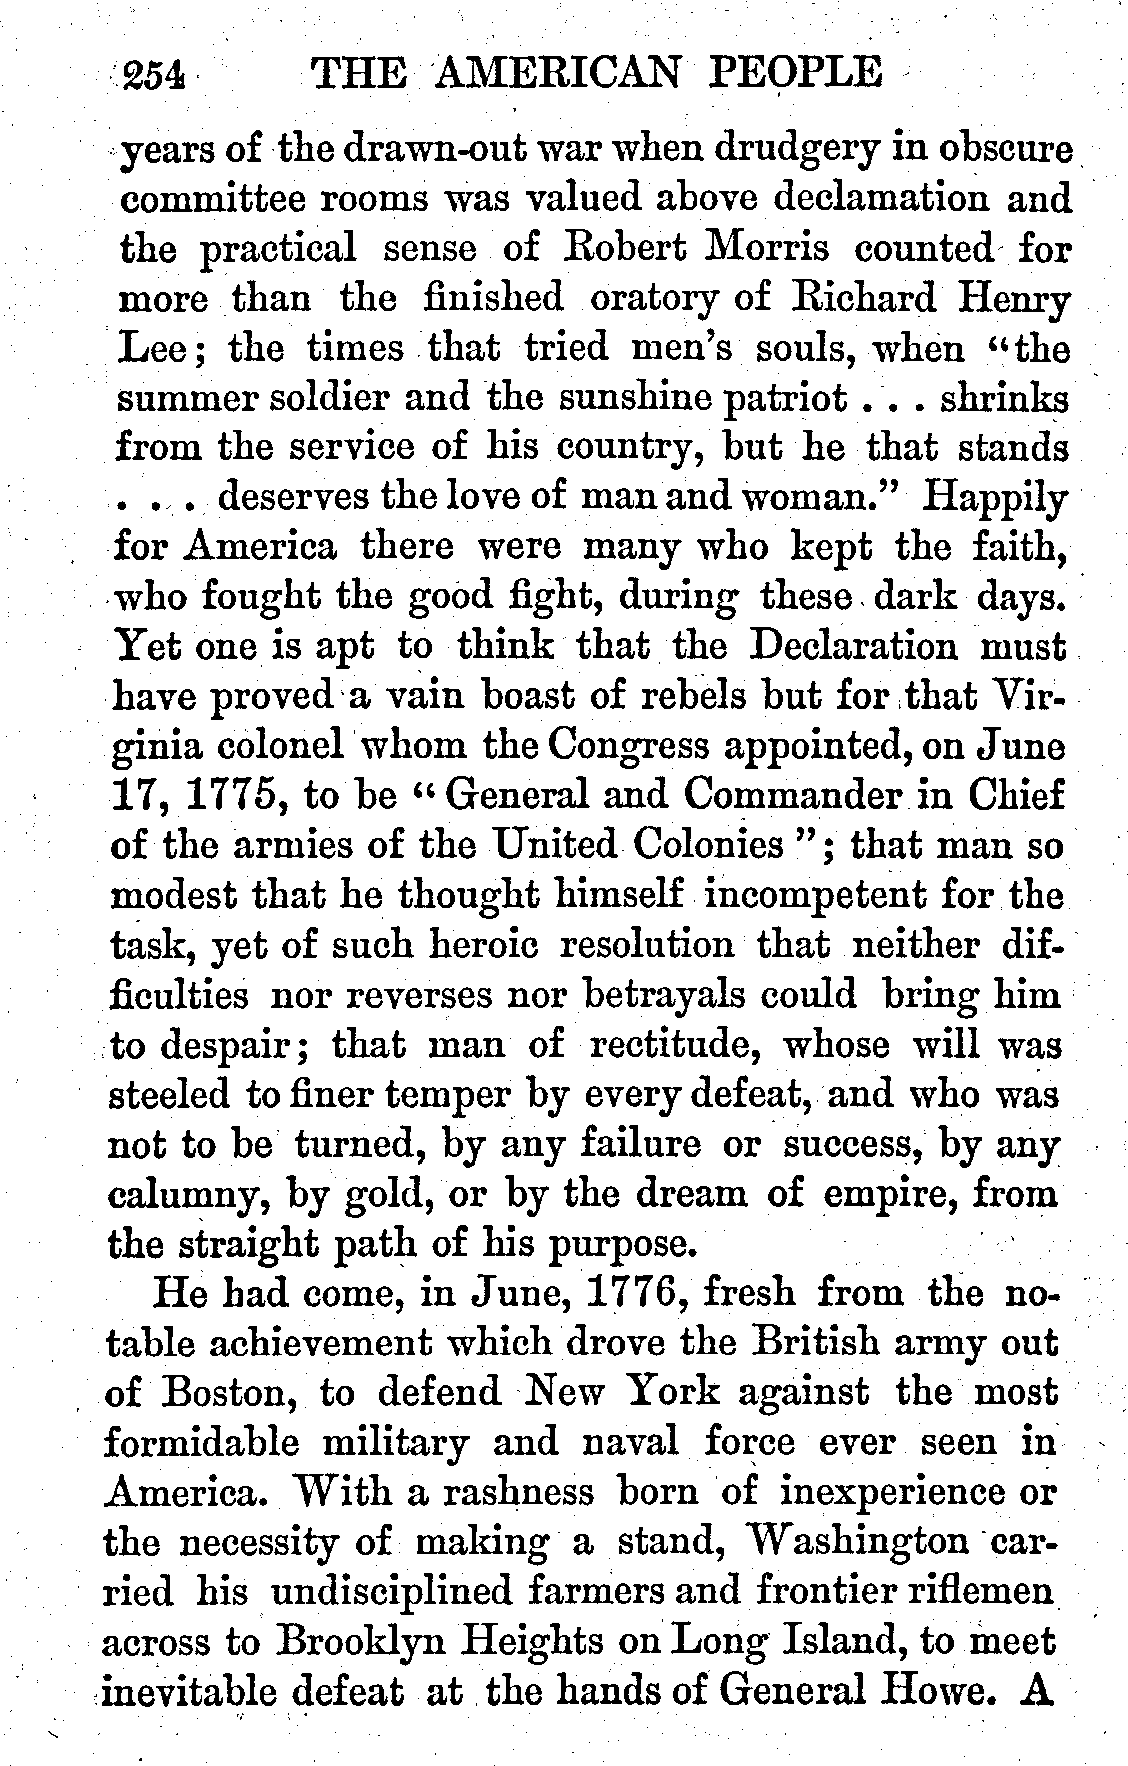 254 THE AMERICAN PEOPLE
years of the drawn-out war when drudgery in obscure
committee rooms was valued above declamation and
the practical sense of Robert Morris counted for
more than the finished oratory of Richard Henry
Lee; the times that tried men's souls, when "the
summer soldier and the sunshine patriot . . . shrinks
from the service of his country, but he that stands
. . . deserves the love of man and woman." Happily
for America there were many who kept the faith,
who fought the good fight, during these dark days.
Yet one is apt to think that the Declaration must
have proved a vain boast of rebels but for that Vir-
ginia colonel whom the Congress appointed, on June
17, 1775, to be " General and Commander in Chief
of the armies of the United Colonies "; that man so
modest that he thought himself incompetent for the
task, yet of such heroic resolution that neither dif-
ficulties nor reverses nor betrayals could bring him
to despair; that man of rectitude, whose will was
steeled to finer temper by every defeat, and who was
not to be turned, by any failure or success, by any
calumny, by gold, or by the dream of empire, from
the straight path of his purpose.
He had come, in June, 1776, fresh from the no-
table achievement which drove the British army out
of Boston, to defend New York against the most
formidable military and naval force ever seen in
America. With a rashness born of inexperience or
the necessity of making a stand, Washington car-
ried his undisciplined farmers and frontier riflemen
across to Brooklyn Heights on Long Island, to meet
inevitable defeat at the hands of General Howe. A